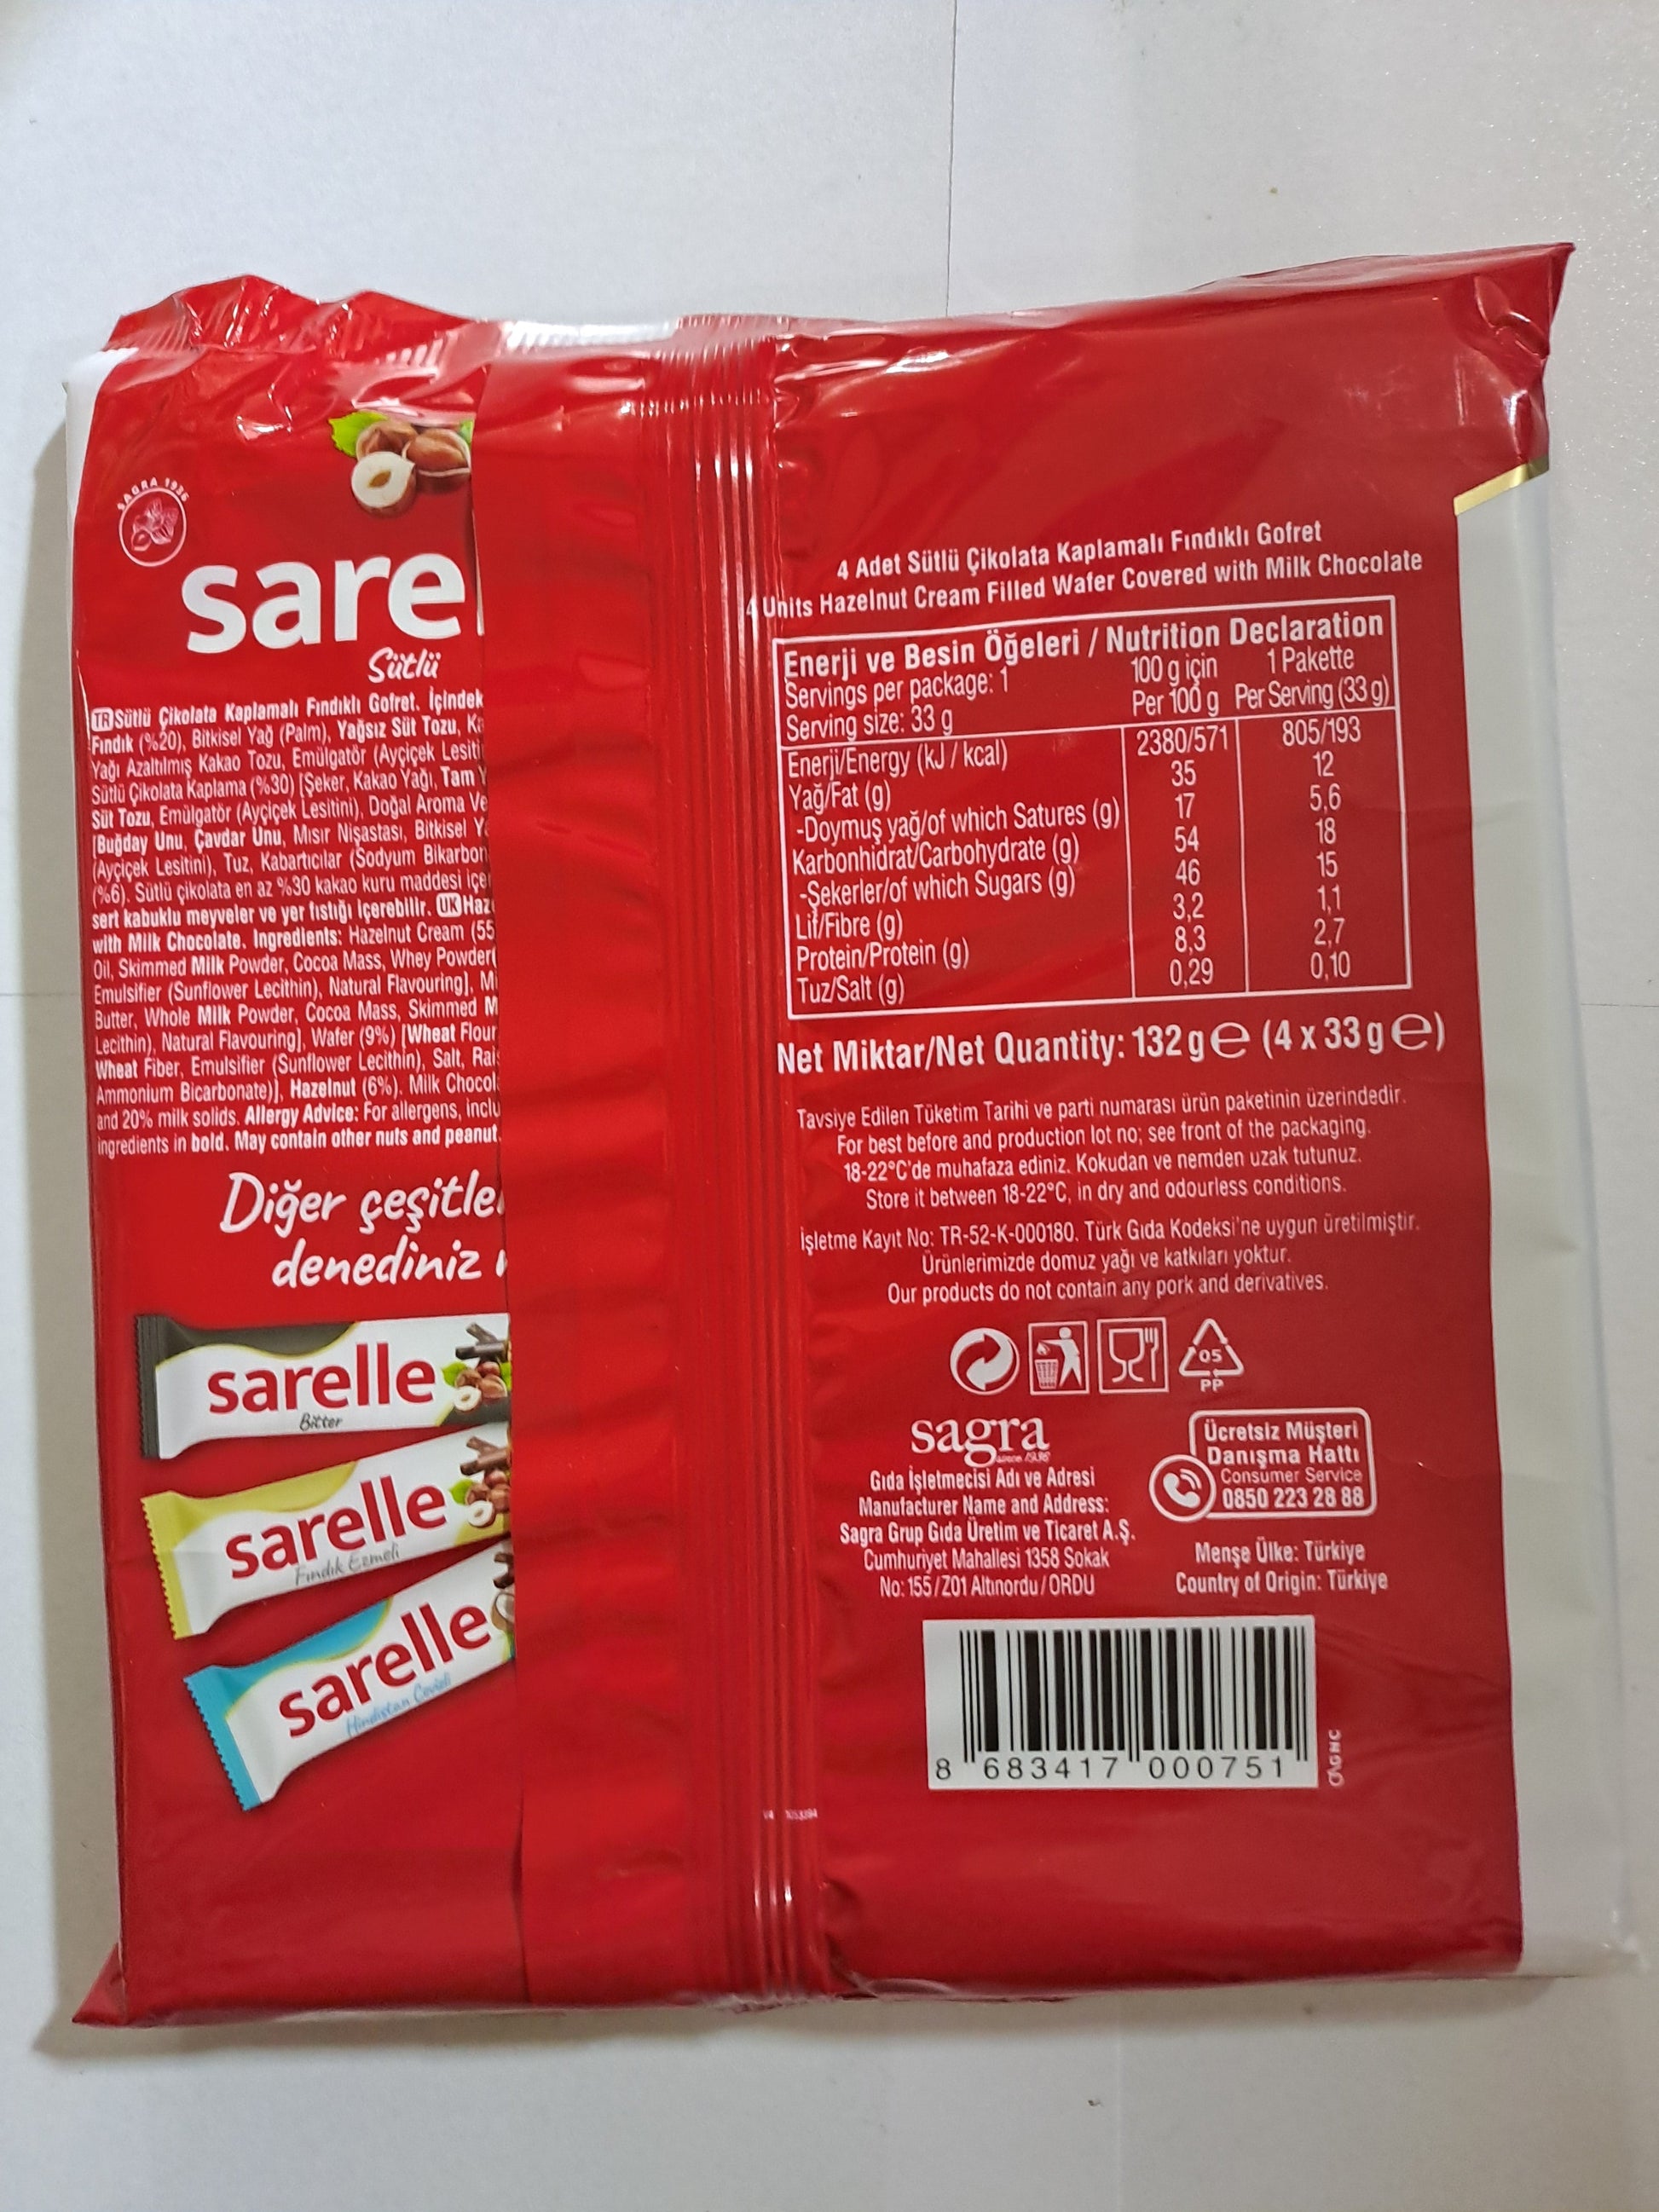 SAGRA 1936
sare
Sütlü
TR Sütlü Çikolata Kaplamalı Fındıklı Gofret. İçindek
Fındık (%20), Bitkisel Yağ (Palm), Yağsız Süt Tozu, Ka
Yağı Azaltılmış Kakao Tozu, Emülgatör (Ayçiçek Lesiti
Sütlü Çikolata Kaplama (%30) [Şeker, Kakao Yağı, Tam Y
Süt Tozu, Emülgatör (Ayçiçek Lesitini), Doğal Aroma Ve
[Buğday Unu, Çavdar Unu, Mısır Nişastası, Bitkisel Y
(Ayçiçek Lesitini), Tuz, Kabartıcılar (Sodyum Bikarbon
(%6). Sütlü çikolata en az %30 kakao kuru maddesi içe
sert kabuklu meyveler ve yer fıstığı içerebilir. UK Haz
with Milk Chocolate. Ingredients: Hazelnut Cream (55
Oil, Skimmed Milk Powder, Cocoa Mass, Whey Powder(
Emulsifier (Sunflower Lecithin), Natural Flavouring], Mi
Butter, Whole Milk Powder, Cocoa Mass, Skimmed M
Lecithin), Natural Flavouring], Wafer (9%) [Wheat Flour
Wheat Fiber, Emulsifier (Sunflower Lecithin), Salt, Rais
Ammonium Bicarbonate)], Hazelnut (6%). Milk Chocol
and 20% milk solids. Allergy Advice: For allergens, inclu
ingredients in bold. May contain other nuts and peanut.
Diğer çeşitle
denediniz
sarelle
Bitter
sarelle
Fındık Ezmeli
sarelle
Hindistan Cevizli
4 Adet Sütlü Çikolata Kaplamalı Fındıklı Gofret
4 Units Hazelnut Cream Filled Wafer Covered with Milk Chocolate
Enerji ve Besin Öğeleri / Nutrition Declaration
Servings per package: 1 100 g için 1 Pakette
Serving size: 33 g Per 100 g Per Serving (33 g)
Enerji/Energy (kJ / kcal) 2380/571 805/193
Yağ/Fat (g) 35 12
-Doymuş yağ/of which Satures (g) 17 5,6
Karbonhidrat/Carbohydrate (g) 54 18
-Şekerler/of which Sugars (g) 46 15
Lif/Fibre (g) 3,2 1,1
Protein/Protein (g) 8,3 2,7
Tuz/Salt (g) 0,29 0,10
Net Miktar/Net Quantity: 132 g e (4 x 33 g e)
Tavsiye Edilen Tüketim Tarihi ve parti numarası ürün paketinin üzerindedir.
For best before and production lot no; see front of the packaging.
18-22°C'de muhafaza ediniz. Kokudan ve nemden uzak tutunuz.
Store it between 18-22°C, in dry and odourless conditions.
İşletme Kayıt No: TR-52-K-000180. Türk Gıda Kodeksi'ne uygun üretilmiştir.
Ürünlerimizde domuz yağı ve katkıları yoktur.
Our products do not contain any pork and derivatives.
05
PP
sagra
since 1936
Gıda İşletmecisi Adı ve Adresi
Manufacturer Name and Address:
Sagra Grup Gıda Üretim ve Ticaret A.Ş.
Cumhuriyet Mahallesi 1358 Sokak
No: 155 / Z01 Altınordu / ORDU
Ücretsiz Müşteri
Danışma Hattı
Consumer Service
0850 223 28 88
Menşe Ülke: Türkiye
Country of Origin: Türkiye
8 683417 000751